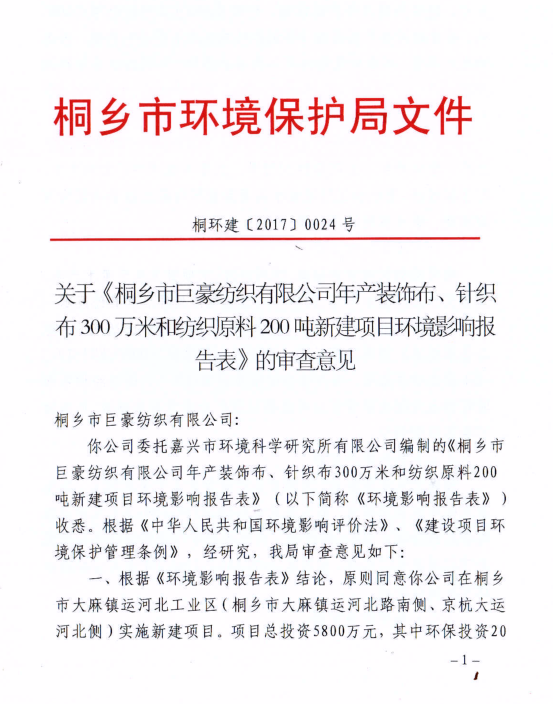 桐乡市环境保护局文件
桐环建〔2017〕0024 号
关于《桐乡市巨豪纺织有限公司年产装饰布、针织
布 300 万米和纺织原料 200 吨新建项目环境影响报
告表》的审查意见
桐乡市巨豪纺织有限公司:
你公司委托嘉兴市环境科学研究所有限公司编制的《桐乡市
巨豪纺织有限公司年产装饰布、针织布300万米和纺织原料200
吨新建项目环境影响报告表》（以下简称《环境影响报告表》）
收悉。根据《中华人民共和国环境影响评价法》、《建设项目环
境保护管理条例》，经研究，我局审查意见如下:
一、根据《环境影响报告表》结论，原则同意你公司在桐乡
市大麻镇运河北工业区（桐乡市大麻镇运河北路南侧、京杭大运
河北侧）实施新建项目。项目总投资5800万元，其中环保投资20
-1-